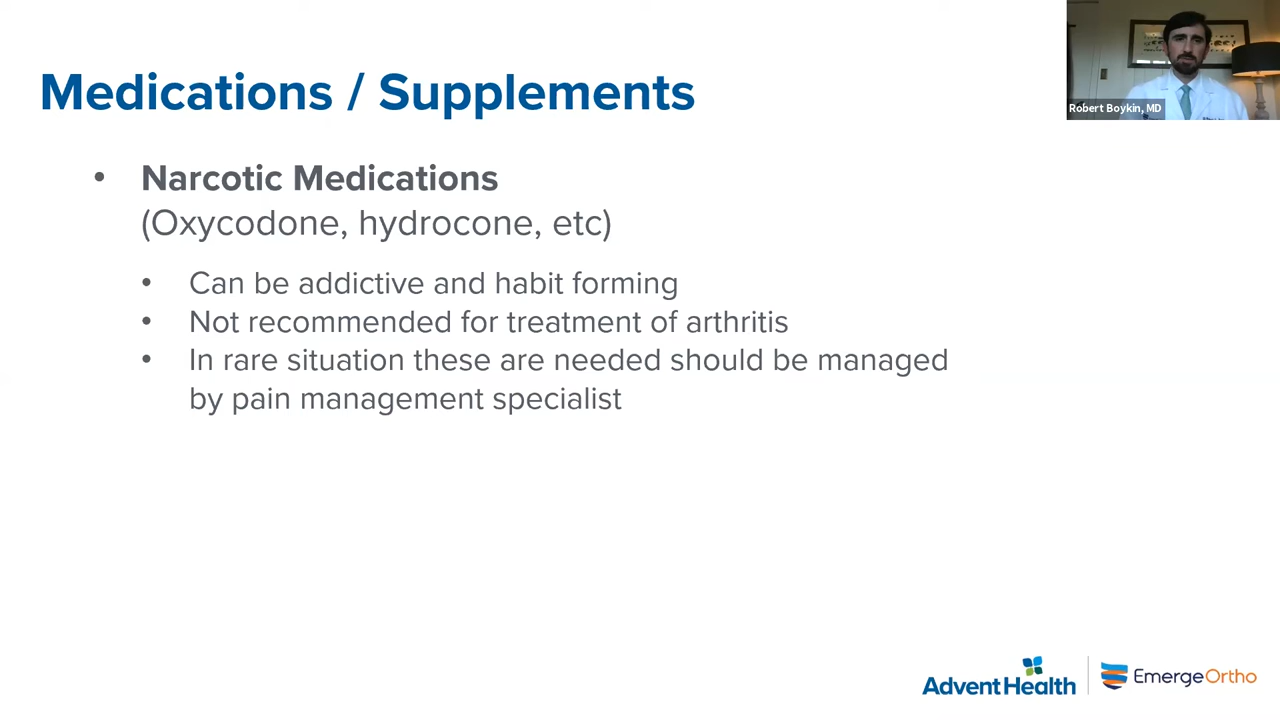 Medications / Supplements
Robert Boykin, MD
• Narcotic Medications
(Oxycodone, hydrocone, etc)
• Can be addictive and habit forming
• Not recommended for treatment of arthritis
• In rare situation these are needed should be managed
by pain management specialist
AdventHealth
EmergeOrtho